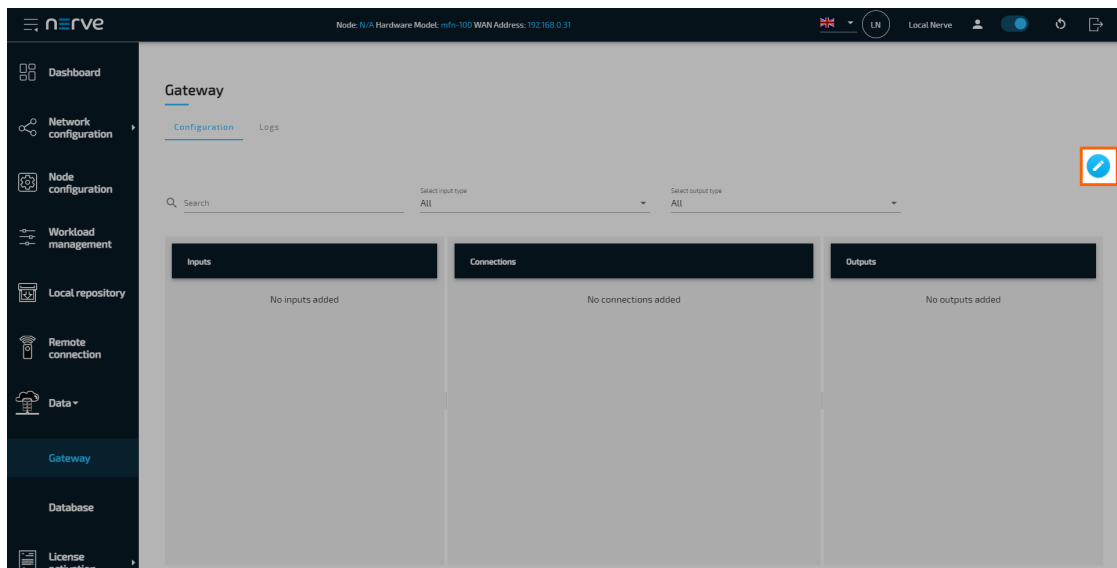 nerve
Node: N/A Hardware Model: mfn-100 WAN Address: 192.168.0.31
LN
Local Nerve
Dashboard
Network
configuration
Node
configuration
Workload
management
Local repository
Remote
connection
Data
Gateway
Database
License
activation
Gateway
Configuration
Logs
Search
Select input type
All
Select output type
All
Inputs
Connections
Outputs
No inputs added
No connections added
No outputs added